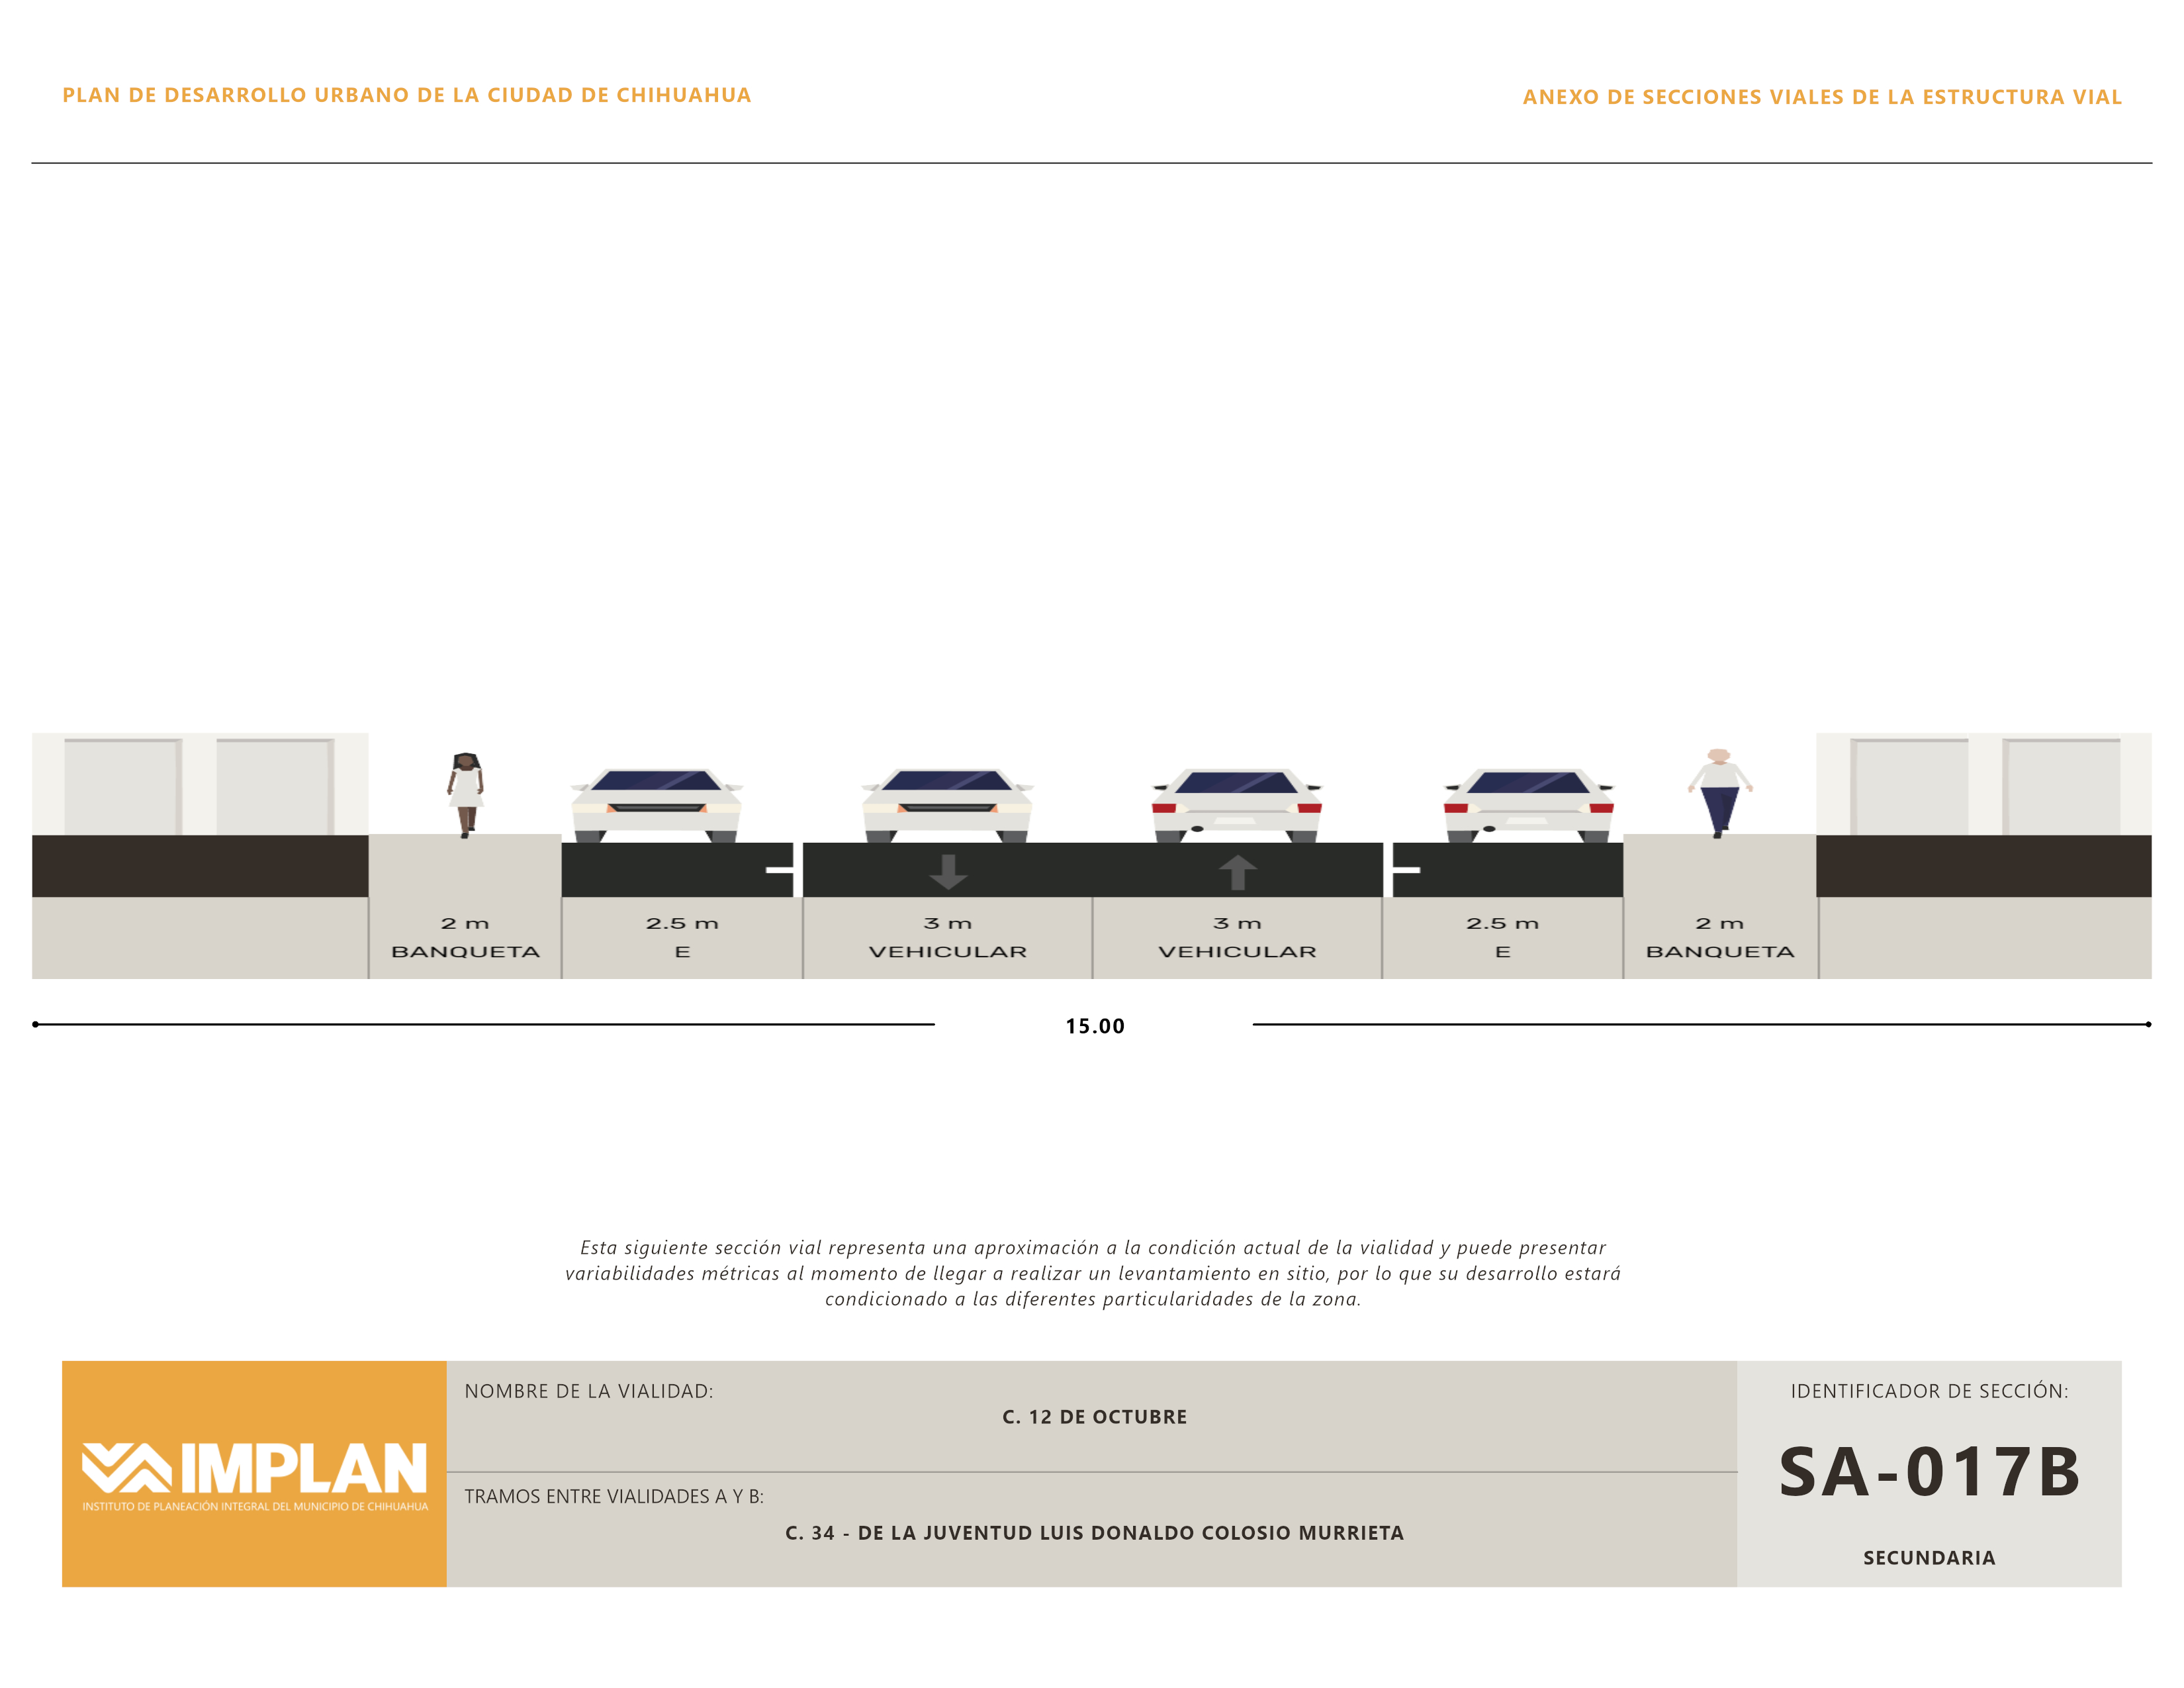 PLAN DE DESARROLLO URBANO DE LA CIUDAD DE CHIHUAHUA
ANEXO DE SECCIONES VIALES DE LA ESTRUCTURA VIAL
2 m
BANQUETA
2.5 m
E
3 m
VEHICULAR
3 m
VEHICULAR
2.5 m
E
2 m
BANQUETA
15.00
Esta siguiente sección vial representa una aproximación a la condición actual de la vialidad y puede presentar
variabilidades métricas al momento de llegar a realizar un levantamiento en sitio, por lo que su desarrollo estará
condicionado a las diferentes particularidades de la zona.
IMPLAN
INSTITUTO DE PLANEACIÓN INTEGRAL DEL MUNICIPIO DE CHIHUAHUA
NOMBRE DE LA VIALIDAD:
C. 12 DE OCTUBRE
TRAMOS ENTRE VIALIDADES A Y B:
C. 34 - DE LA JUVENTUD LUIS DONALDO COLOSIO MURRIETA
IDENTIFICADOR DE SECCIÓN:
SA-017B
SECUNDARIA